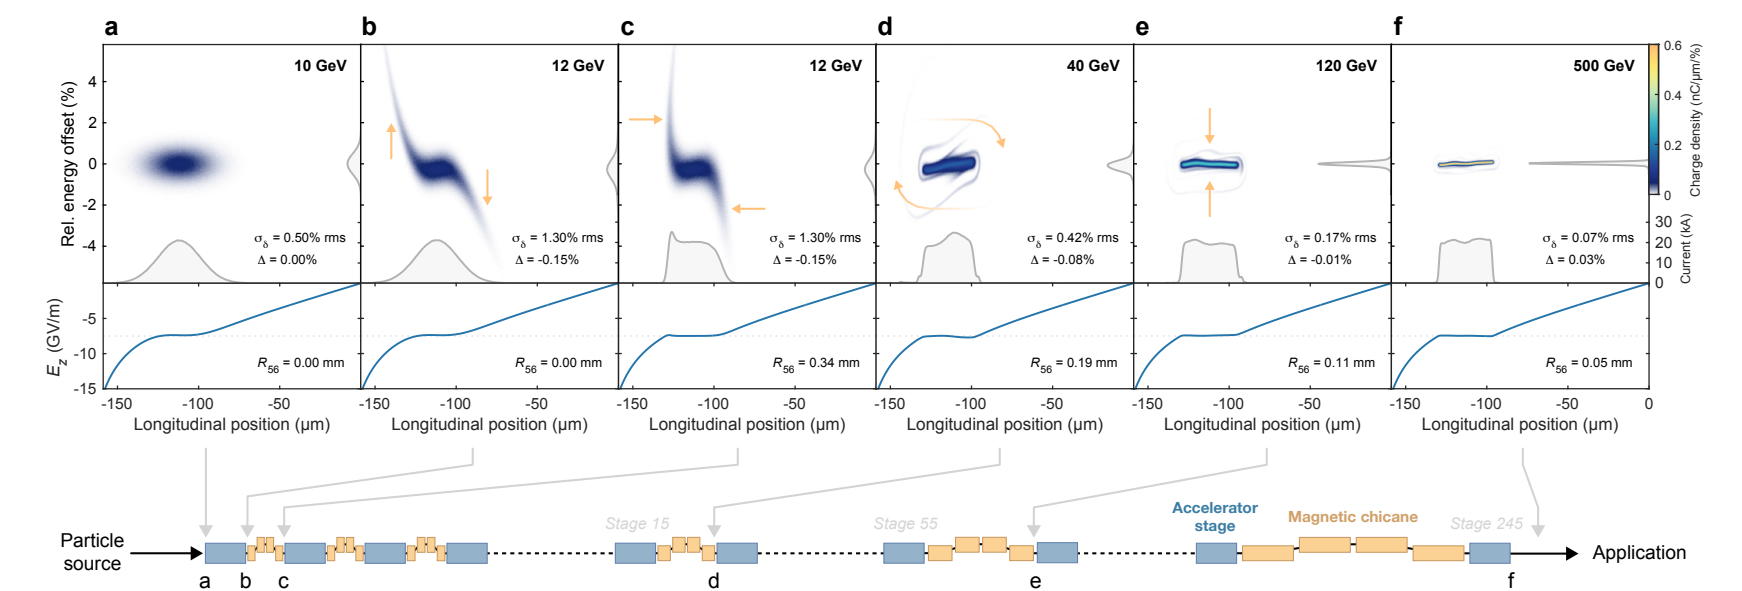 a
b
c
d
e
f
10 GeV
12 GeV
12 GeV
40 GeV
120 GeV
500 GeV
Rel. energy offset (%)
4
2
0
-2
-4
σδ = 0.50% rms
Δ = 0.00%
σδ = 1.30% rms
Δ = -0.15%
σδ = 1.30% rms
Δ = -0.15%
σδ = 0.42% rms
Δ = -0.08%
σδ = 0.17% rms
Δ = -0.01%
σδ = 0.07% rms
Δ = 0.03%
0.6
0.4
0.2
0
Charge density (nC/μm/%)
30
20
10
0
Current (kA)
Ez (GV/m)
-5
-10
-15
R56 = 0.00 mm
R56 = 0.00 mm
R56 = 0.34 mm
R56 = 0.19 mm
R56 = 0.11 mm
R56 = 0.05 mm
-150 -100 -50
-150 -100 -50
-150 -100 -50
-150 -100 -50
-150 -100 -50
-150 -100 -50 0
Longitudinal position (μm)
Longitudinal position (μm)
Longitudinal position (μm)
Longitudinal position (μm)
Longitudinal position (μm)
Longitudinal position (μm)
Particle
source
Stage 15
Stage 55
Accelerator
stage
Magnetic chicane
Stage 245
Application
a
b
c
d
e
f